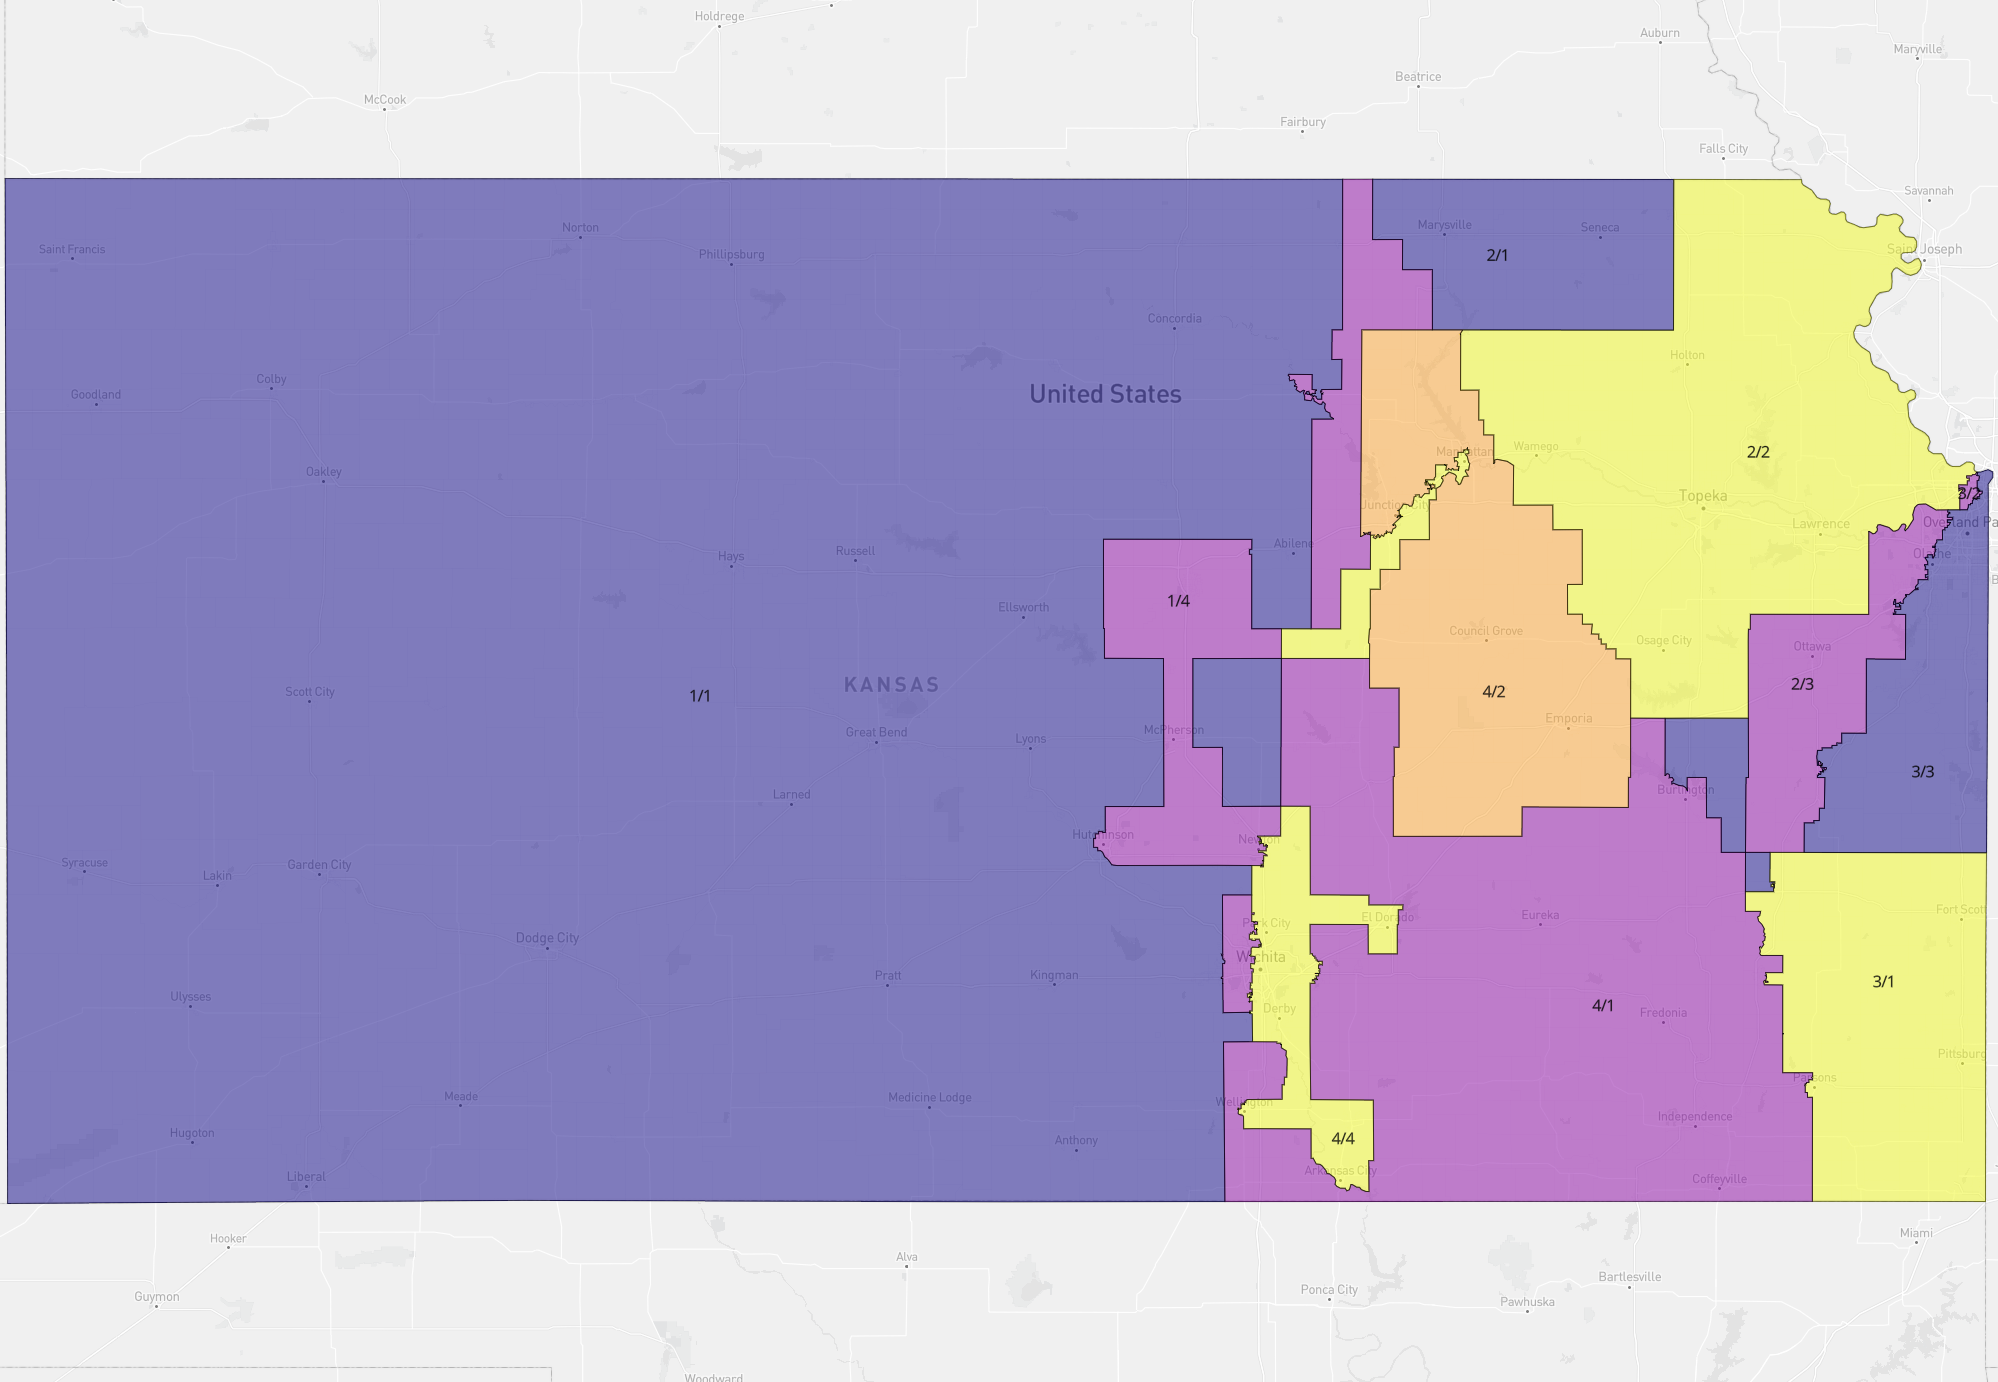 Holdrege
Auburn
Maryville
McCook
Beatrice
Fairbury
Falls City
Savannah
Saint Francis
Norton
Phillipsburg
Marysville
Seneca
2/1
Saint Joseph
Concordia
Holton
Goodland
Colby
United States
Oakley
Manhattan
Wamego
2/2
Junction City
Topeka
3/2
Lawrence
Overland Pa
Hays
Russell
Abilene
Olathe
B
Ellsworth
1/4
Council Grove
Osage City
Ottawa
Scott City
1/1
KANSAS
4/2
2/3
Great Bend
Lyons
McPherson
Emporia
3/3
Larned
Burlington
Syracuse
Lakin
Garden City
Hutchinson
Newton
Dodge City
Park City
El Dorado
Eureka
Fort Scott
Wichita
Ulysses
Pratt
Kingman
3/1
Derby
4/1
Fredonia
Pittsburg
Meade
Medicine Lodge
Wellington
Parsons
Hugoton
Anthony
4/4
Independence
Liberal
Arkansas City
Coffeyville
Hooker
Alva
Miami
Guymon
Ponca City
Bartlesville
Pawhuska
Woodward